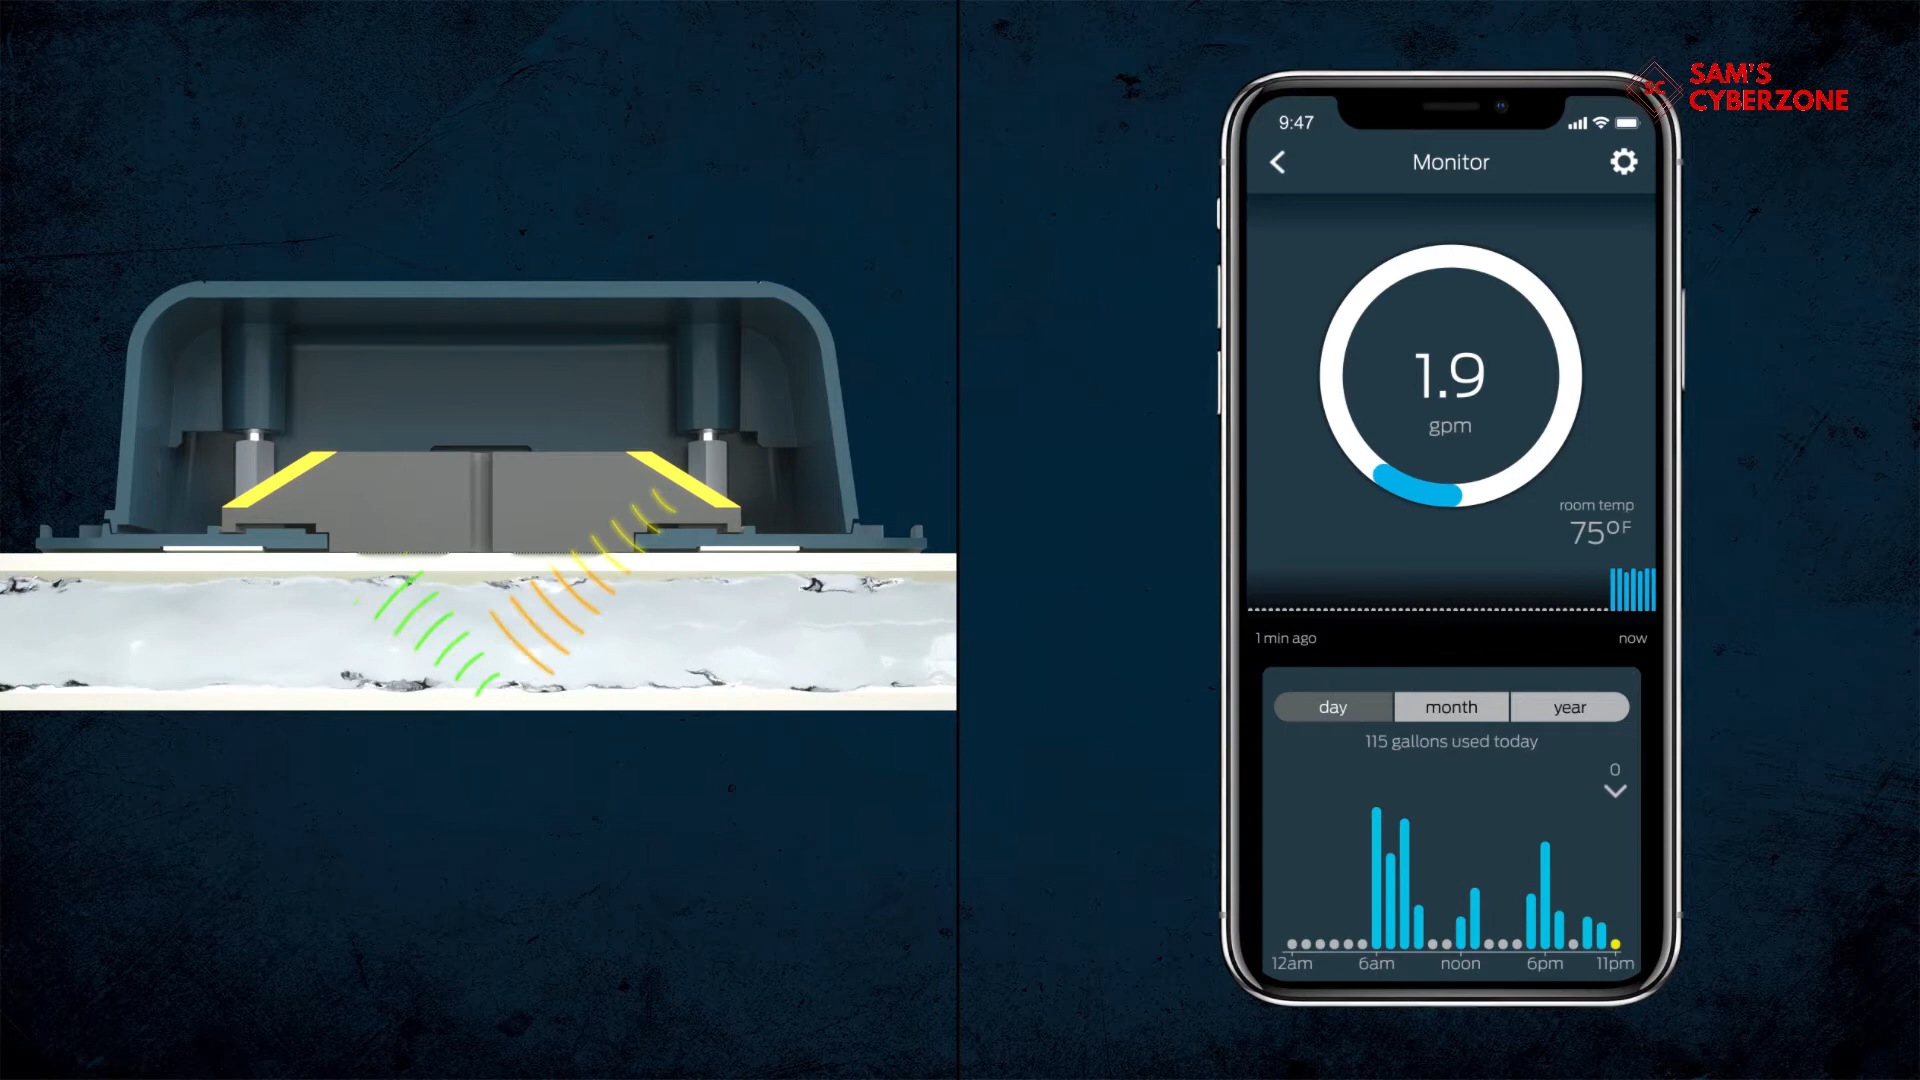 SAM'S
CYBERZONE
SC
9:47
Monitor
1.9
gpm
room temp
75°F
1 min ago
now
day
month
year
115 gallons used today
0
12am
6am
noon
6pm
11pm